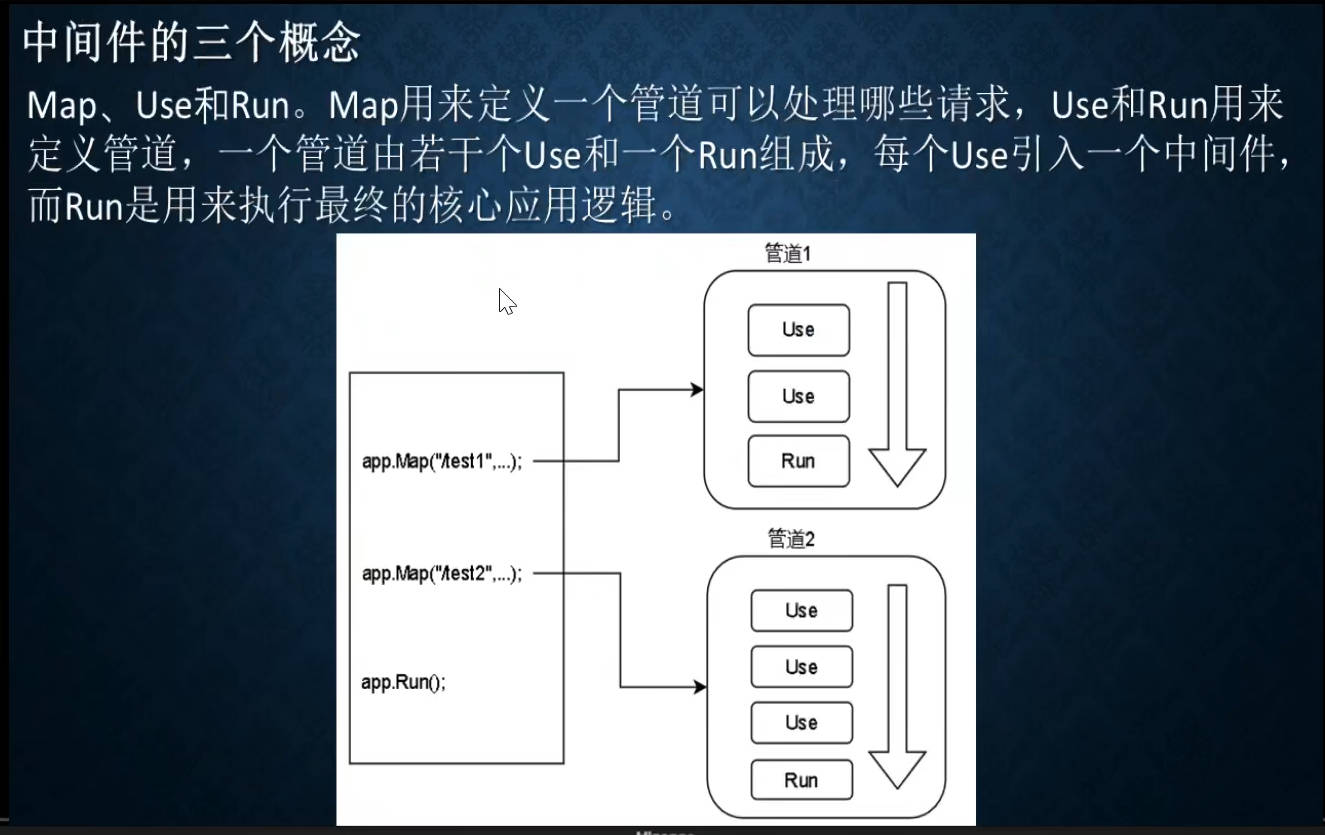 中间件的三个概念
Map、Use和Run。Map用来定义一个管道可以处理哪些请求，Use和Run用来
定义管道，一个管道由若干个Use和一个Run组成，每个Use引入一个中间件，
而Run是用来执行最终的核心应用逻辑。
管道1
Use
Use
Run
app.Map("/test1",...);
管道2
app.Map("/test2",...);
Use
Use
app.Run();
Use
Run